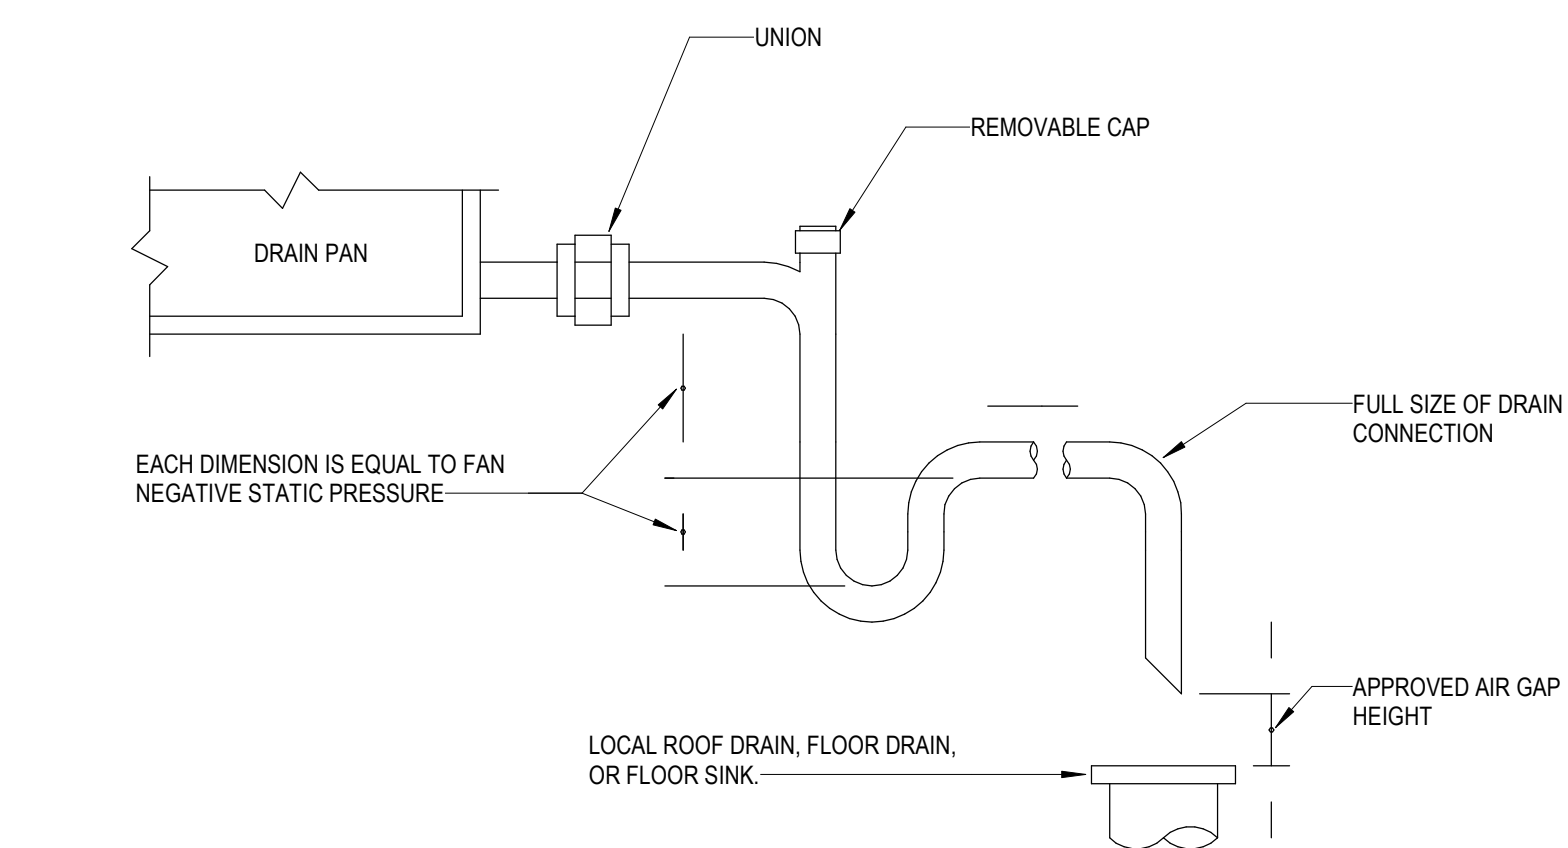 UNION
REMOVABLE CAP
DRAIN PAN
FULL SIZE OF DRAIN
CONNECTION
EACH DIMENSION IS EQUAL TO FAN
NEGATIVE STATIC PRESSURE
APPROVED AIR GAP
HEIGHT
LOCAL ROOF DRAIN, FLOOR DRAIN,
OR FLOOR SINK.